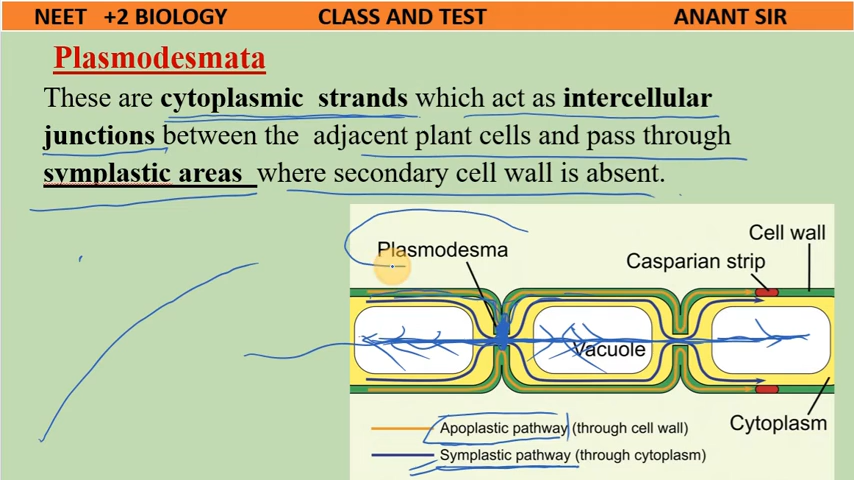 NEET +2 BIOLOGY CLASS AND TEST ANANT SIR
Plasmodesmata
These are cytoplasmic strands which act as intercellular
junctions between the adjacent plant cells and pass through
symplastic areas where secondary cell wall is absent.
Cell wall
Plasmodesma
Casparian strip
Vacuole
Cytoplasm
Apoplastic pathway (through cell wall)
Symplastic pathway (through cytoplasm)